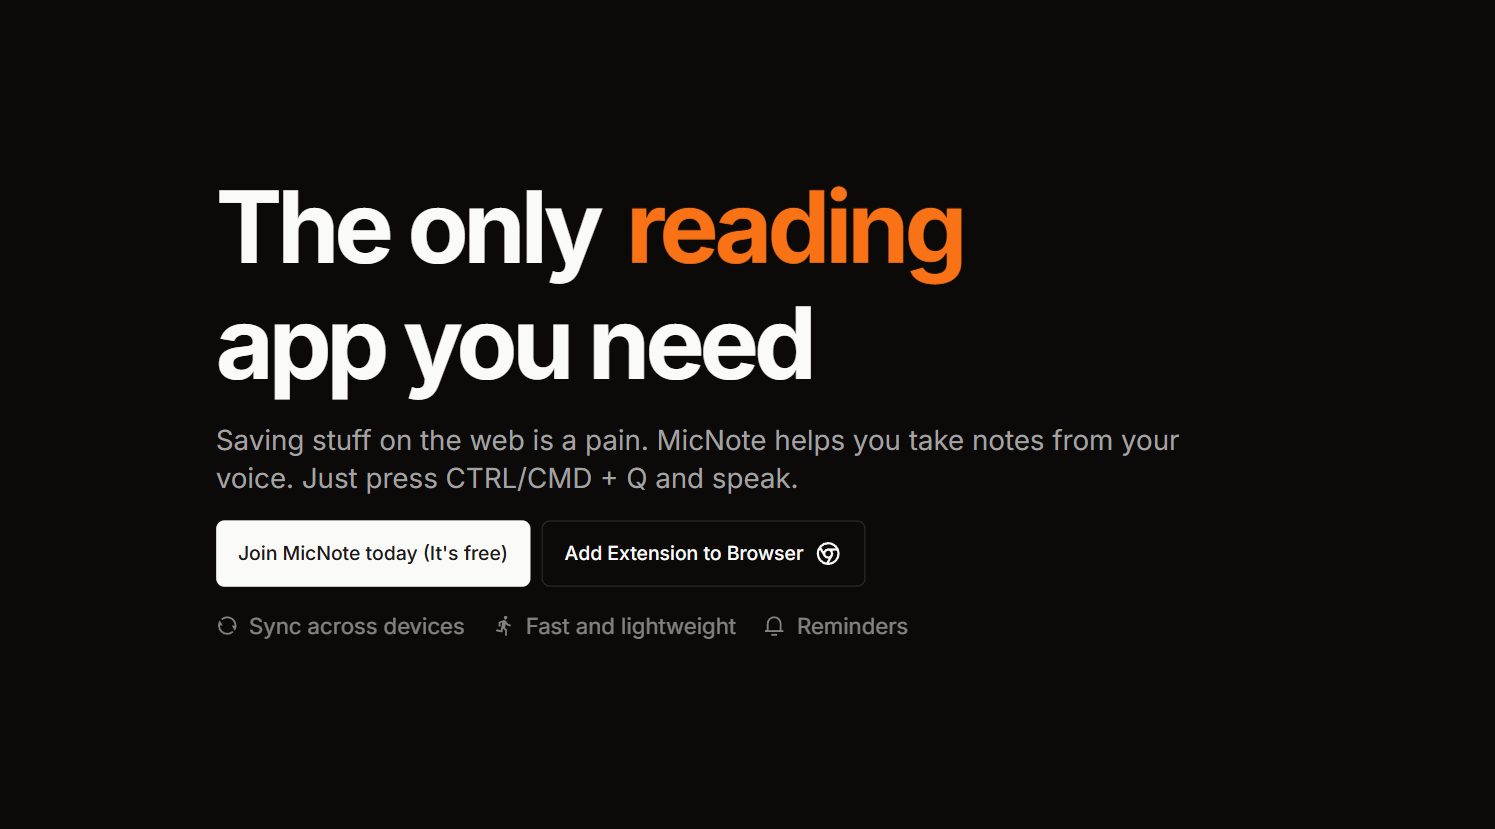 The only reading
app you need
Saving stuff on the web is a pain. MicNote helps you take notes from your
voice. Just press CTRL/CMD + Q and speak.
Join MicNote today (It's free)
Add Extension to Browser
Sync across devices
Fast and lightweight
Reminders